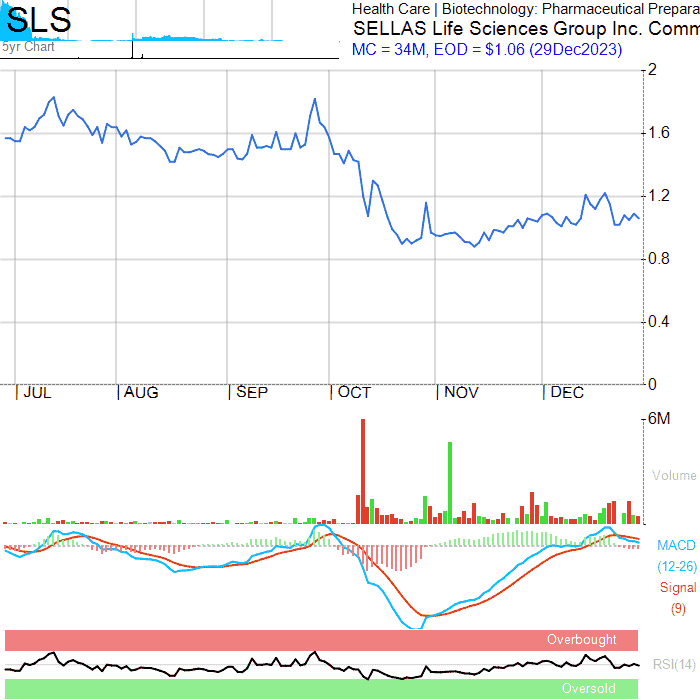 SLS
5yr Chart
Health Care | Biotechnology: Pharmaceutical Prepara
SELLAS Life Sciences Group Inc. Comm
MC = 34M, EOD = $1.06 (29Dec2023)
2
1.6
1.2
0.8
0.4
0
JUL AUG SEP OCT NOV DEC
6M
Volume
MACD
(12-26)
Signal
(9)
Overbought
RSI(14)
Oversold